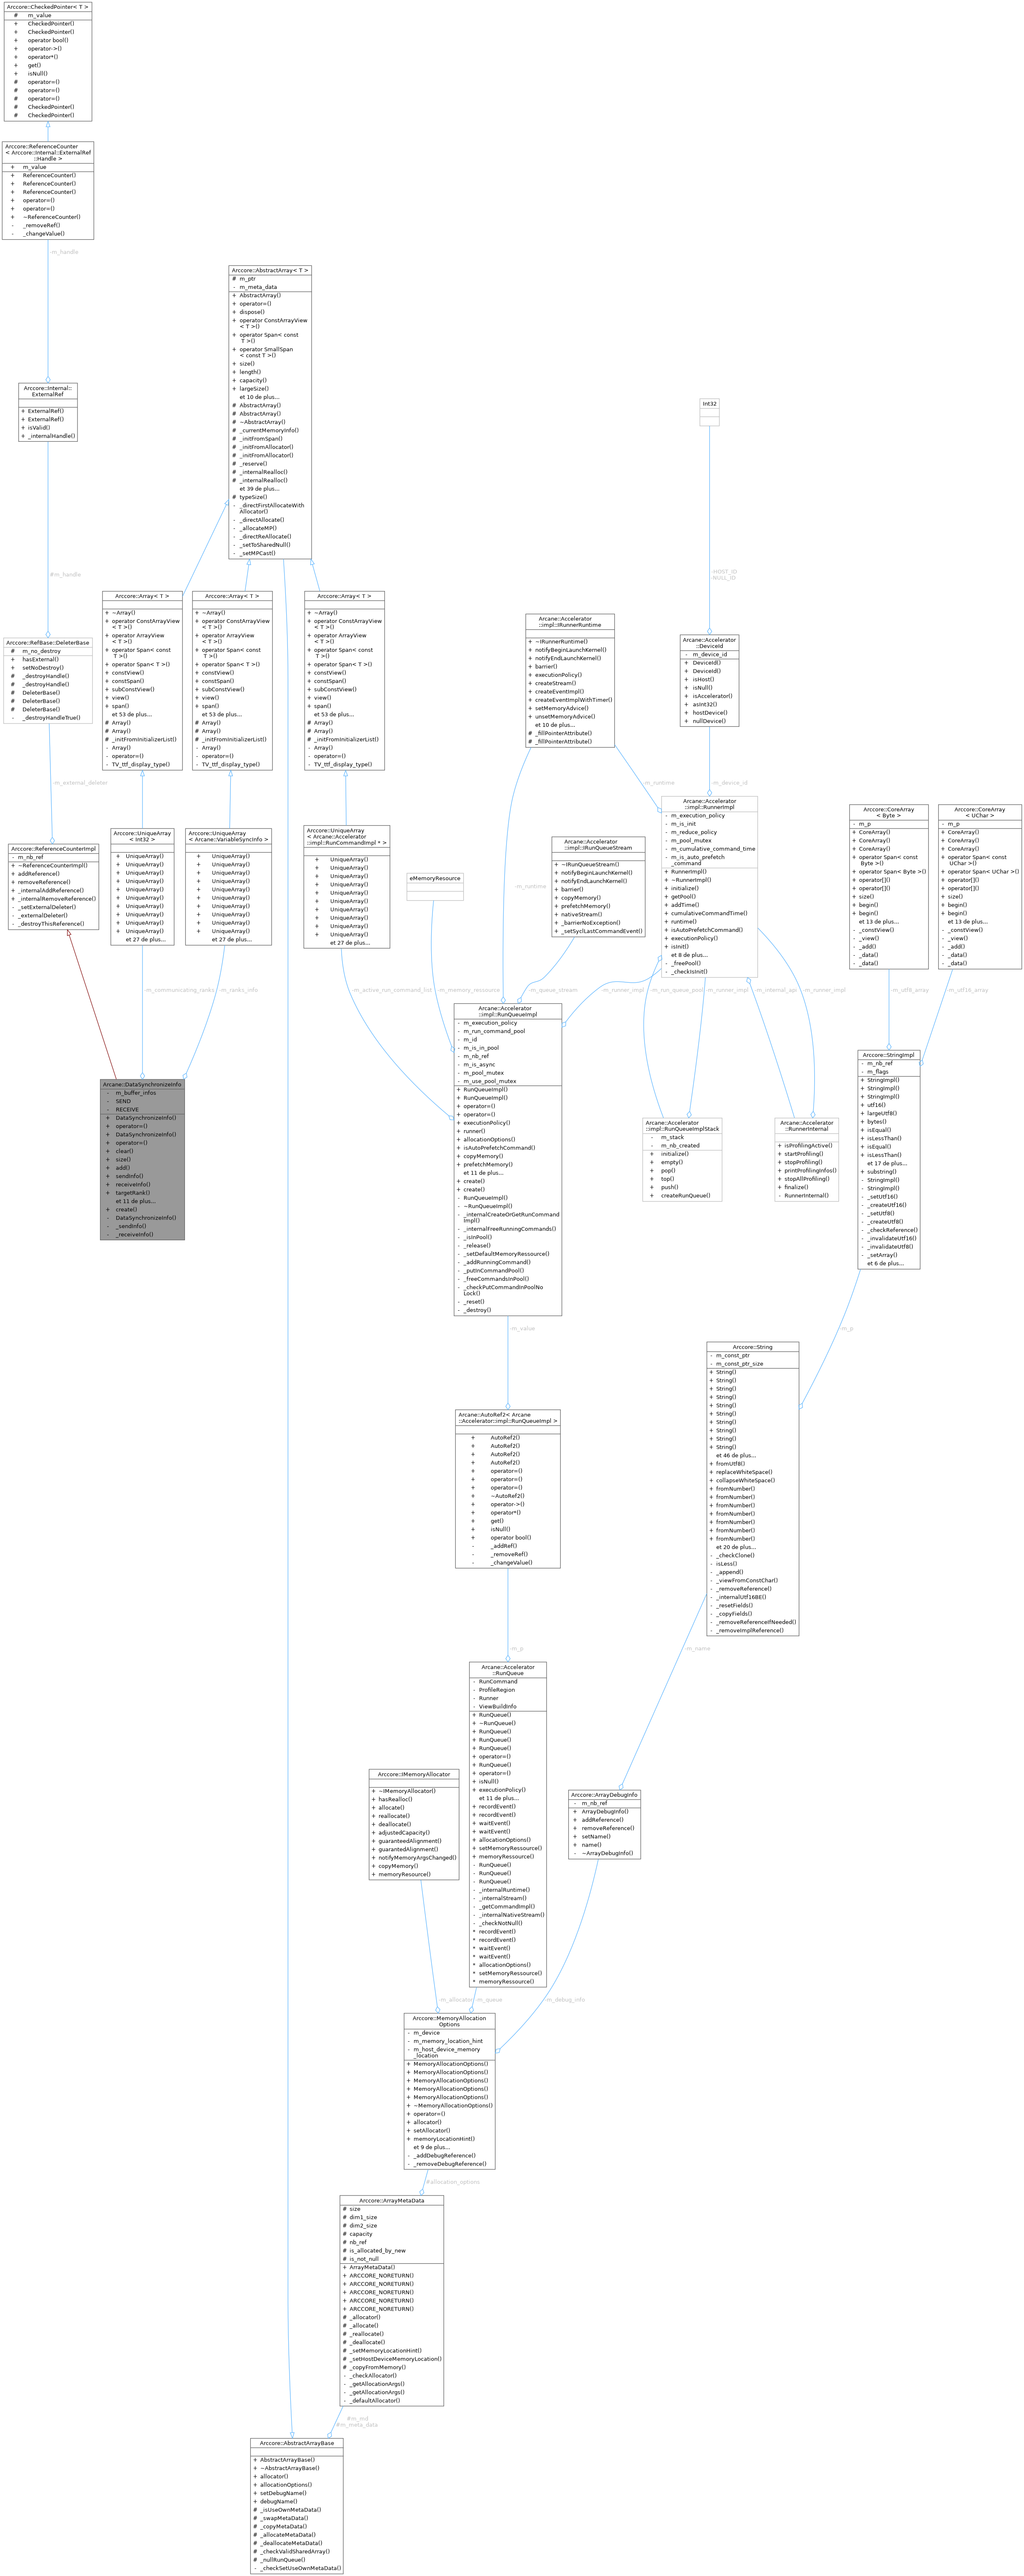 Arccore::CheckedPointer< T >
# m_value
+ CheckedPointer()
+ CheckedPointer()
+ operator bool()
+ operator->()
+ operator*()
+ get()
+ isNull()
# operator=()
# operator=()
# operator=()
# CheckedPointer()
# CheckedPointer()
Arccore::ReferenceCounter
< Arccore::Internal::ExternalRef
::Handle >
+ m_value
+ ReferenceCounter()
+ ReferenceCounter()
+ ReferenceCounter()
+ operator=()
+ operator=()
+ ~ReferenceCounter()
- _removeRef()
- _changeValue()
-m_handle
Arccore::Internal::
ExternalRef
+ ExternalRef()
+ ExternalRef()
+ isValid()
+ _internalHandle()
#m_handle
Arccore::RefBase::DeleterBase
# m_no_destroy
+ hasExternal()
+ setNoDestroy()
# _destroyHandle()
# _destroyHandle()
# DeleterBase()
# DeleterBase()
# DeleterBase()
- _destroyHandleTrue()
-m_external_deleter
Arccore::ReferenceCounterImpl
- m_nb_ref
+ ~ReferenceCounterImpl()
+ addReference()
+ removeReference()
+ _internalAddReference()
+ _internalRemoveReference()
- _setExternalDeleter()
- _externalDeleter()
- _destroyThisReference()
Arccore::AbstractArray< T >
# m_ptr
- m_meta_data
+ AbstractArray()
+ operator=()
+ dispose()
+ operator ConstArrayView
< T >()
+ operator Span< const
T >()
+ operator SmallSpan
< const T >()
+ size()
+ length()
+ capacity()
+ largeSize()
et 10 de plus...
# AbstractArray()
# AbstractArray()
# ~AbstractArray()
# _currentMemoryInfo()
# _initFromSpan()
# _initFromAllocator()
# _initFromAllocator()
# _reserve()
# _internalRealloc()
# _internalRealloc()
et 39 de plus...
# typeSize()
- _directFirstAllocateWith
Allocator()
- _directAllocate()
- _allocateMP()
- _directReAllocate()
- _setToSharedNull()
- _setMPCast()
Arccore::Array< T >
+ ~Array()
+ operator ConstArrayView
< T >()
+ operator ArrayView
< T >()
+ operator Span< const
T >()
+ operator Span< T >()
+ constView()
+ constSpan()
+ subConstView()
+ view()
+ span()
et 53 de plus...
# Array()
# Array()
# _initFromInitializerList()
- Array()
- operator=()
- TV_ttf_display_type()
Arccore::Array< T >
+ ~Array()
+ operator ConstArrayView
< T >()
+ operator ArrayView
< T >()
+ operator Span< const
T >()
+ operator Span< T >()
+ constView()
+ constSpan()
+ subConstView()
+ view()
+ span()
et 53 de plus...
# Array()
# Array()
# _initFromInitializerList()
- Array()
- operator=()
- TV_ttf_display_type()
Arccore::Array< T >
+ ~Array()
+ operator ConstArrayView
< T >()
+ operator ArrayView
< T >()
+ operator Span< const
T >()
+ operator Span< T >()
+ constView()
+ constSpan()
+ subConstView()
+ view()
+ span()
et 53 de plus...
# Array()
# Array()
# _initFromInitializerList()
- Array()
- operator=()
- TV_ttf_display_type()
Arccore::UniqueArray
< Int32 >
+ UniqueArray()
+ UniqueArray()
+ UniqueArray()
+ UniqueArray()
+ UniqueArray()
+ UniqueArray()
+ UniqueArray()
+ UniqueArray()
+ UniqueArray()
+ UniqueArray()
et 27 de plus...
Arccore::UniqueArray
< Arcane::VariableSyncInfo >
+ UniqueArray()
+ UniqueArray()
+ UniqueArray()
+ UniqueArray()
+ UniqueArray()
+ UniqueArray()
+ UniqueArray()
+ UniqueArray()
+ UniqueArray()
+ UniqueArray()
et 27 de plus...
Arccore::UniqueArray
< Arcane::Accelerator
::impl::RunCommandImpl * >
+ UniqueArray()
+ UniqueArray()
+ UniqueArray()
+ UniqueArray()
+ UniqueArray()
+ UniqueArray()
+ UniqueArray()
+ UniqueArray()
+ UniqueArray()
+ UniqueArray()
et 27 de plus...
-m_communicating_ranks
-m_ranks_info
Arcane::DataSynchronizeInfo
- m_buffer_infos
- SEND
- RECEIVE
+ DataSynchronizeInfo()
+ operator=()
+ DataSynchronizeInfo()
+ operator=()
+ clear()
+ size()
+ add()
+ sendInfo()
+ receiveInfo()
+ targetRank()
et 11 de plus...
+ create()
- DataSynchronizeInfo()
- _sendInfo()
- _receiveInfo()
eMemoryResource
-m_active_run_command_list
-m_memory_ressource
Int32
-HOST_ID
-NULL_ID
Arcane::Accelerator
::DeviceId
- m_device_id
+ DeviceId()
+ DeviceId()
+ isHost()
+ isNull()
+ isAccelerator()
+ asInt32()
+ hostDevice()
+ nullDevice()
-m_device_id
Arcane::Accelerator
::impl::IRunnerRuntime
+ ~IRunnerRuntime()
+ notifyBeginLaunchKernel()
+ notifyEndLaunchKernel()
+ barrier()
+ executionPolicy()
+ createStream()
+ createEventImpl()
+ createEventImplWithTimer()
+ setMemoryAdvice()
+ unsetMemoryAdvice()
et 10 de plus...
# _fillPointerAttribute()
# _fillPointerAttribute()
-m_runtime
-m_runtime
Arcane::Accelerator
::impl::IRunQueueStream
+ ~IRunQueueStream()
+ notifyBeginLaunchKernel()
+ notifyEndLaunchKernel()
+ barrier()
+ copyMemory()
+ prefetchMemory()
+ nativeStream()
+ _barrierNoException()
+ _setSyclLastCommandEvent()
-m_queue_stream
Arcane::Accelerator
::impl::RunnerImpl
- m_execution_policy
- m_is_init
- m_reduce_policy
- m_pool_mutex
- m_cumulative_command_time
- m_is_auto_prefetch
_command
+ RunnerImpl()
+ ~RunnerImpl()
+ initialize()
+ getPool()
+ addTime()
+ cumulativeCommandTime()
+ runtime()
+ isAutoPrefetchCommand()
+ executionPolicy()
+ isInit()
et 8 de plus...
- _freePool()
- _checkIsInit()
-m_runner_impl
-m_run_queue_pool
-m_runner_impl
-m_internal_api
-m_runner_impl
Arcane::Accelerator
::impl::RunQueueImplStack
- m_stack
- m_nb_created
+ initialize()
+ empty()
+ pop()
+ top()
+ push()
+ createRunQueue()
Arcane::Accelerator
::RunnerInternal
+ isProfilingActive()
+ startProfiling()
+ stopProfiling()
+ printProfilingInfos()
+ stopAllProfiling()
+ finalize()
- RunnerInternal()
Arcane::Accelerator
::impl::RunQueueImpl
- m_execution_policy
- m_run_command_pool
- m_id
- m_is_in_pool
- m_nb_ref
- m_is_async
- m_pool_mutex
- m_use_pool_mutex
+ RunQueueImpl()
+ RunQueueImpl()
+ operator=()
+ operator=()
+ executionPolicy()
+ runner()
+ allocationOptions()
+ isAutoPrefetchCommand()
+ copyMemory()
+ prefetchMemory()
et 11 de plus...
+ create()
+ create()
- RunQueueImpl()
- ~RunQueueImpl()
- _internalCreateOrGetRunCommand
Impl()
- _internalFreeRunningCommands()
- _isInPool()
- _release()
- _setDefaultMemoryRessource()
- _addRunningCommand()
- _putInCommandPool()
- _freeCommandsInPool()
- _checkPutCommandInPoolNo
Lock()
- _reset()
- _destroy()
-m_value
Arcane::AutoRef2< Arcane
::Accelerator::impl::RunQueueImpl >
+ AutoRef2()
+ AutoRef2()
+ AutoRef2()
+ AutoRef2()
+ operator=()
+ operator=()
+ operator=()
+ ~AutoRef2()
+ operator->()
+ operator*()
+ get()
+ isNull()
+ operator bool()
- _addRef()
- _removeRef()
- _changeValue()
-m_p
Arcane::Accelerator
::RunQueue
- RunCommand
- ProfileRegion
- Runner
- ViewBuildInfo
+ RunQueue()
+ ~RunQueue()
+ RunQueue()
+ RunQueue()
+ RunQueue()
+ operator=()
+ RunQueue()
+ operator=()
+ isNull()
+ executionPolicy()
et 11 de plus...
+ recordEvent()
+ recordEvent()
+ waitEvent()
+ waitEvent()
+ allocationOptions()
+ setMemoryRessource()
+ memoryRessource()
- RunQueue()
- RunQueue()
- RunQueue()
- _internalRuntime()
- _internalStream()
- _getCommandImpl()
- _internalNativeStream()
- _checkNotNull()
* recordEvent()
* recordEvent()
* waitEvent()
* waitEvent()
* allocationOptions()
* setMemoryRessource()
* memoryRessource()
Arccore::CoreArray
< Byte >
- m_p
+ CoreArray()
+ CoreArray()
+ CoreArray()
+ operator Span< const
Byte >()
+ operator Span< Byte >()
+ operator[]()
+ operator[]()
+ size()
+ begin()
+ begin()
et 13 de plus...
- _constView()
- _view()
- _add()
- _data()
- _data()
Arccore::CoreArray
< UChar >
- m_p
+ CoreArray()
+ CoreArray()
+ CoreArray()
+ operator Span< const
UChar >()
+ operator Span< UChar >()
+ operator[]()
+ operator[]()
+ size()
+ begin()
+ begin()
et 13 de plus...
- _constView()
- _view()
- _add()
- _data()
- _data()
-m_utf8_array
-m_utf16_array
Arccore::StringImpl
- m_nb_ref
- m_flags
+ StringImpl()
+ StringImpl()
+ StringImpl()
+ utf16()
+ largeUtf8()
+ bytes()
+ isEqual()
+ isLessThan()
+ isEqual()
+ isLessThan()
et 17 de plus...
+ substring()
- StringImpl()
- StringImpl()
- _setUtf16()
- _createUtf16()
- _setUtf8()
- _createUtf8()
- _checkReference()
- _invalidateUtf16()
- _invalidateUtf8()
- _setArray()
et 6 de plus...
-m_p
Arccore::String
- m_const_ptr
- m_const_ptr_size
+ String()
+ String()
+ String()
+ String()
+ String()
+ String()
+ String()
+ String()
+ String()
+ String()
et 46 de plus...
+ fromUtf8()
+ replaceWhiteSpace()
+ collapseWhiteSpace()
+ fromNumber()
+ fromNumber()
+ fromNumber()
+ fromNumber()
+ fromNumber()
+ fromNumber()
+ fromNumber()
et 20 de plus...
- _checkClone()
- isLess()
- _append()
- _viewFromConstChar()
- _removeReference()
- _internalUtf16BE()
- _resetFields()
- _copyFields()
- _removeReferenceIfNeeded()
- _removeImplReference()
-m_name
Arccore::IMemoryAllocator
+ ~IMemoryAllocator()
+ hasRealloc()
+ allocate()
+ reallocate()
+ deallocate()
+ adjustedCapacity()
+ guaranteedAlignment()
+ guarantedAlignment()
+ notifyMemoryArgsChanged()
+ copyMemory()
+ memoryResource()
Arccore::ArrayDebugInfo
- m_nb_ref
+ ArrayDebugInfo()
+ addReference()
+ removeReference()
+ setName()
+ name()
- ~ArrayDebugInfo()
-m_allocator
-m_queue
-m_debug_info
Arccore::MemoryAllocation
Options
- m_device
- m_memory_location_hint
- m_host_device_memory
_location
+ MemoryAllocationOptions()
+ MemoryAllocationOptions()
+ MemoryAllocationOptions()
+ MemoryAllocationOptions()
+ MemoryAllocationOptions()
+ ~MemoryAllocationOptions()
+ operator=()
+ allocator()
+ setAllocator()
+ memoryLocationHint()
et 9 de plus...
- _addDebugReference()
- _removeDebugReference()
#allocation_options
Arccore::ArrayMetaData
# size
# dim1_size
# dim2_size
# capacity
# nb_ref
# is_allocated_by_new
# is_not_null
+ ArrayMetaData()
+ ARCCORE_NORETURN()
+ ARCCORE_NORETURN()
+ ARCCORE_NORETURN()
+ ARCCORE_NORETURN()
+ ARCCORE_NORETURN()
# _allocator()
# _allocate()
# _reallocate()
# _deallocate()
# _setMemoryLocationHint()
# _setHostDeviceMemoryLocation()
# _copyFromMemory()
- _checkAllocator()
- _getAllocationArgs()
- _getAllocationArgs()
- _defaultAllocator()
#m_md
#m_meta_data
Arccore::AbstractArrayBase
+ AbstractArrayBase()
+ ~AbstractArrayBase()
+ allocator()
+ allocationOptions()
+ setDebugName()
+ debugName()
# _isUseOwnMetaData()
# _swapMetaData()
# _copyMetaData()
# _allocateMetaData()
# _deallocateMetaData()
# _checkValidSharedArray()
# _nullRunQueue()
- _checkSetUseOwnMetaData()